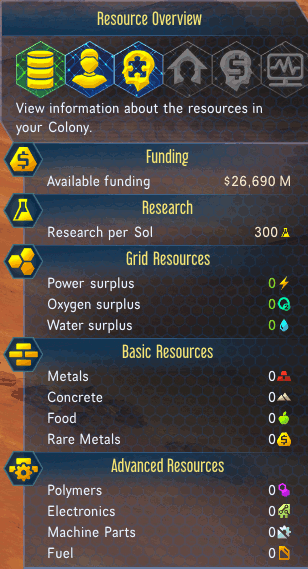 Resource Overview
View information about the resources in
your Colony.
Funding
Available funding $26,690 M
Research
Research per Sol 300
Grid Resources
Power surplus 0
Oxygen surplus 0
Water surplus 0
Basic Resources
Metals 0
Concrete 0
Food 0
Rare Metals 0
Advanced Resources
Polymers 0
Electronics 0
Machine Parts 0
Fuel 0